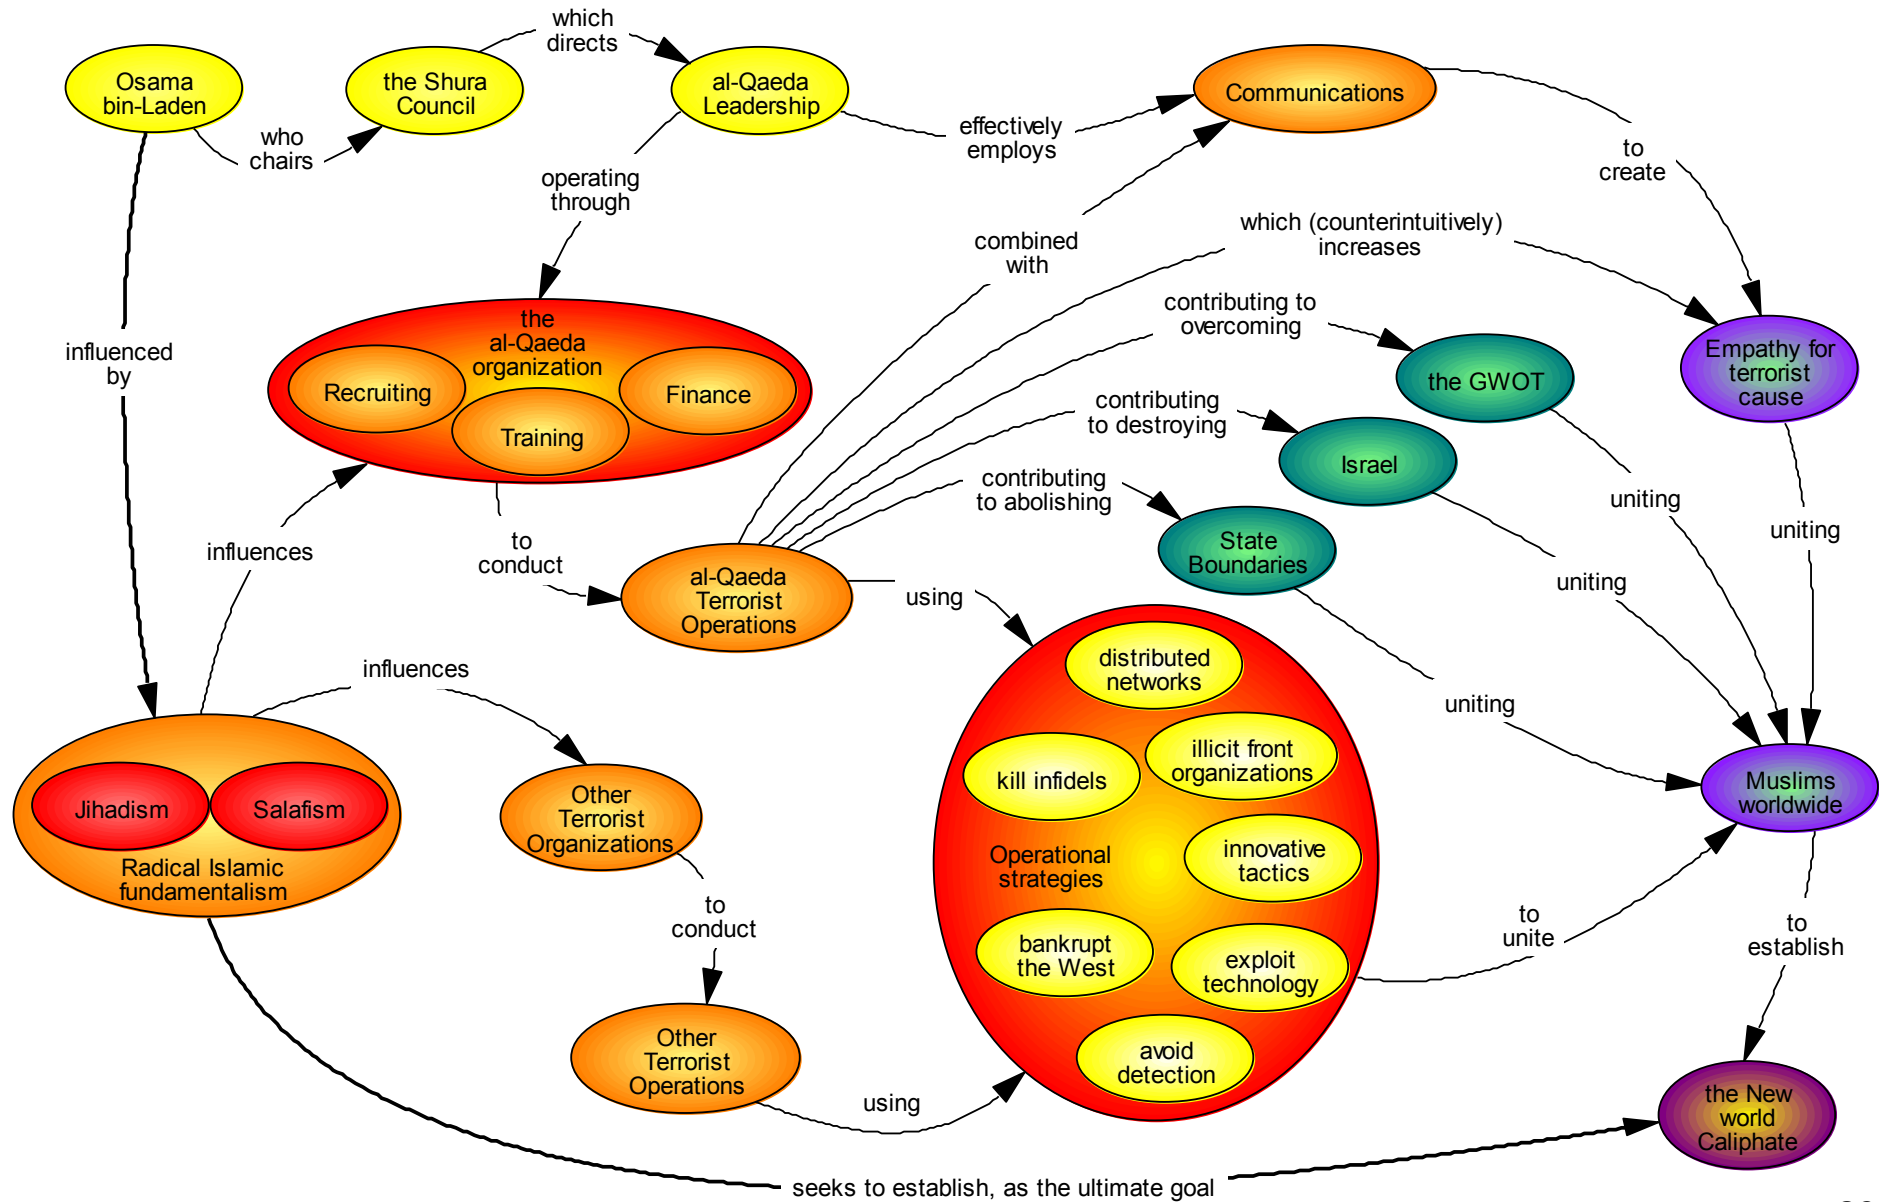 which
directs
Osama
bin-Laden
the Shura
Council
al-Qaeda
Leadership
Communications
who
chairs
effectively
employs
to
create
operating
through
combined
with
which (counterintuitively)
increases
contributing to
overcoming
influenced
by
the
al-Qaeda
organization
Recruiting
Training
Finance
the GWOT
Empathy for
terrorist
cause
contributing
to destroying
Israel
contributing
to abolishing
uniting
uniting
influences
to
conduct
State
Boundaries
al-Qaeda
Terrorist
Operations
using
uniting
influences
distributed
networks
uniting
kill infidels
illicit front
organizations
Muslims
worldwide
Jihadism
Salafism
Radical Islamic
fundamentalism
Other
Terrorist
Organizations
Operational
strategies
innovative
tactics
to
conduct
bankrupt
the West
exploit
technology
to
unite
to
establish
Other
Terrorist
Operations
avoid
detection
using
the New
world
Caliphate
seeks to establish, as the ultimate goal